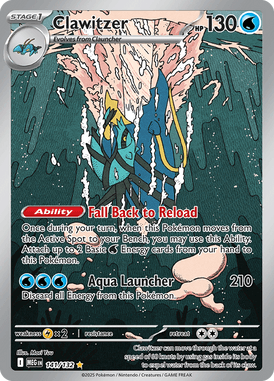 STAGE 1
Clawitzer
HP 130
Evolves from Clauncher
Ability Fall Back to Reload
Once during your turn, when this Pokémon moves from
the Active Spot to your Bench, you may use this Ability.
Attach up to 2 Basic Energy cards from your hand to
this Pokémon.
Aqua Launcher 210
Discard all Energy from this Pokémon.
weakness ×2 resistance retreat
Illus. Mori Yuu
MEG EN 141/132
©2025 Pokémon / Nintendo / Creatures / GAME FREAK
Clawitzer can move through the water at
a speed of 60 knots by using gas inside its body
to expel water from the back of its claw.